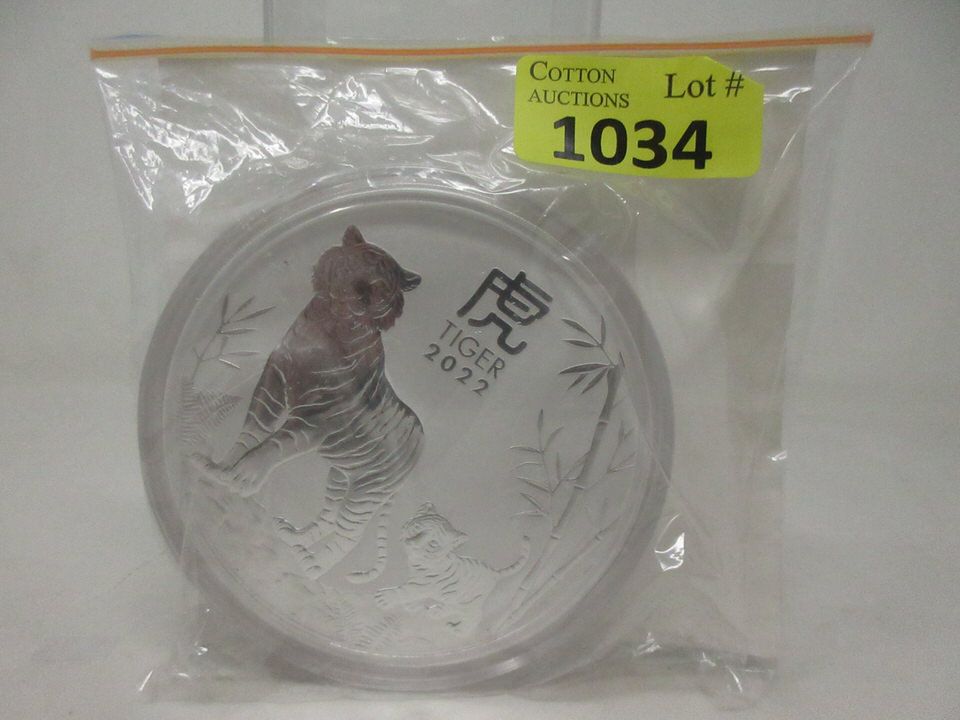 COTTON
AUCTIONS
Lot #
1034
虎
TIGER
2022